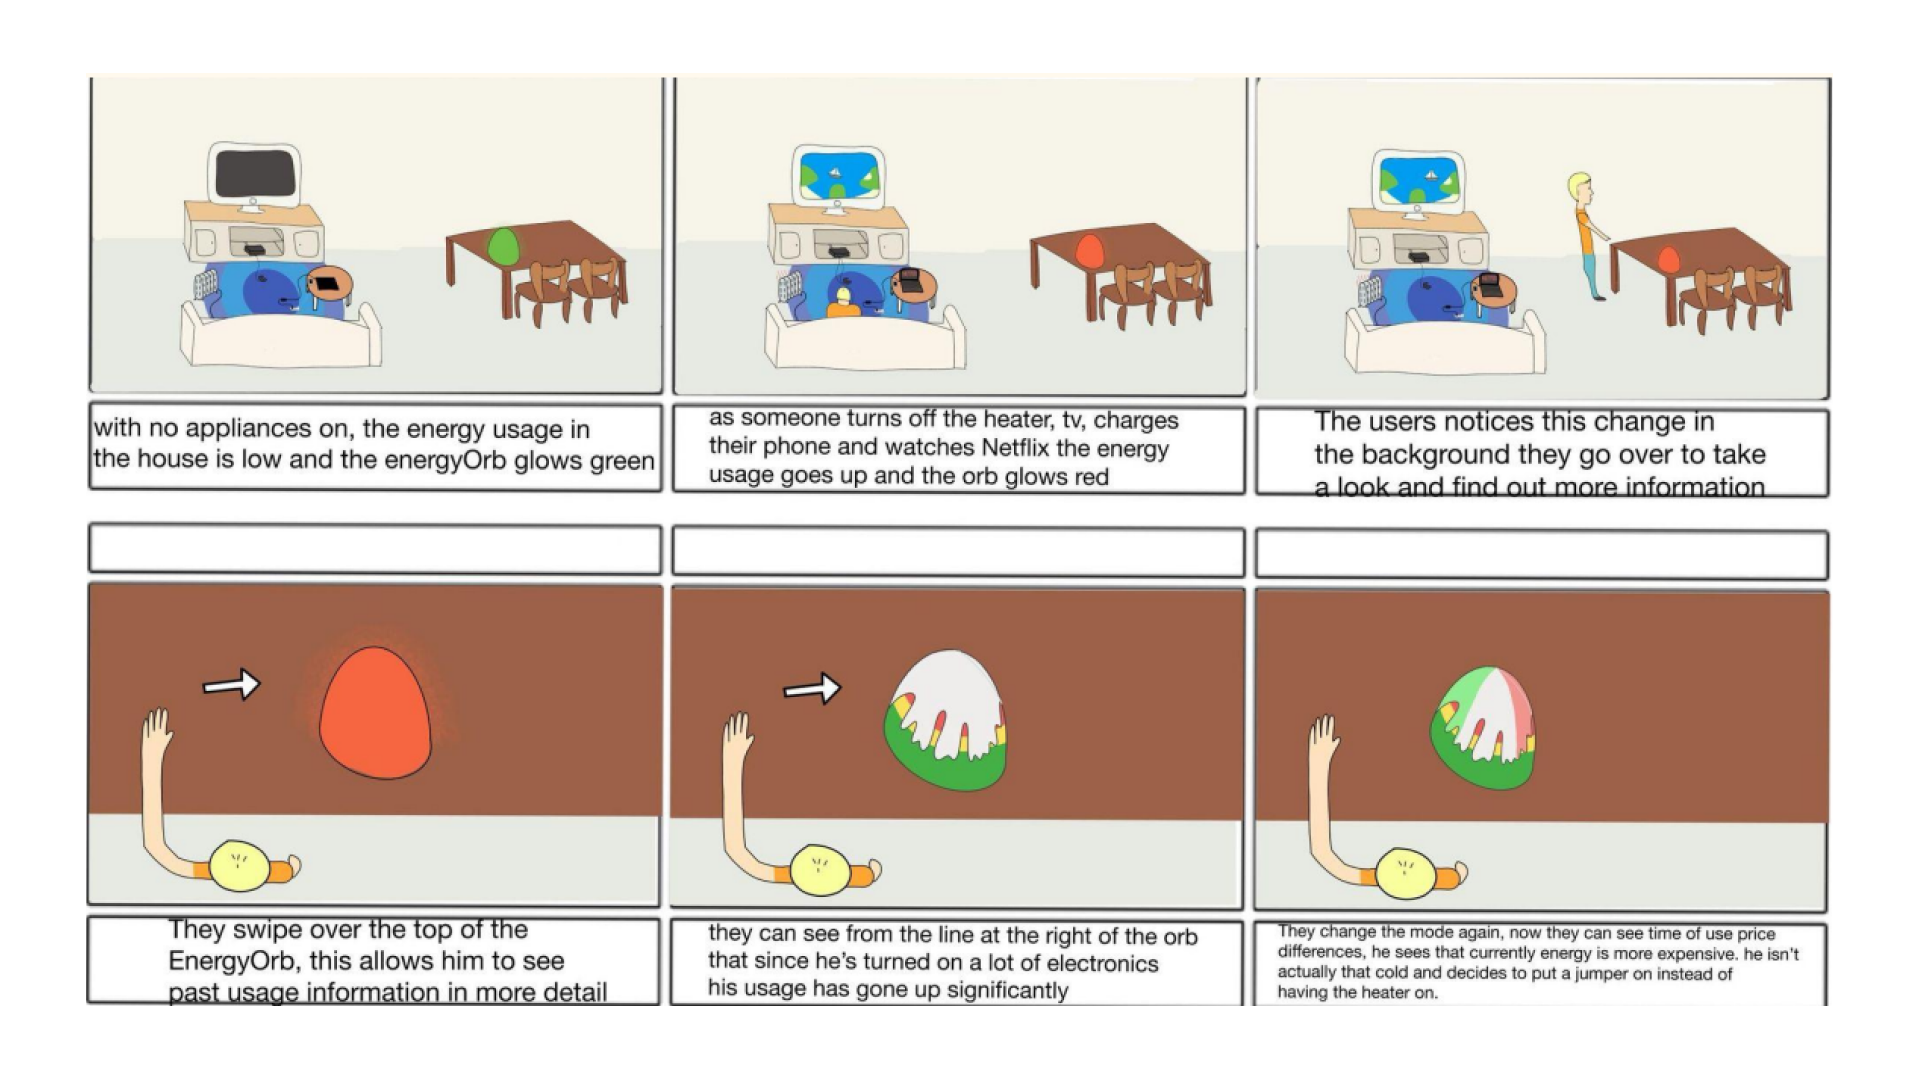 with no appliances on, the energy usage in
the house is low and the energyOrb glows green
as someone turns off the heater, tv, charges
their phone and watches Netflix the energy
usage goes up and the orb glows red
The users notices this change in
the background they go over to take
a look and find out more information
They swipe over the top of the
EnergyOrb, this allows him to see
past usage information in more detail
they can see from the line at the right of the orb
that since he's turned on a lot of electronics
his usage has gone up significantly
They change the mode again, now they can see time of use price
differences, he sees that currently energy is more expensive. he isn't
actually that cold and decides to put a jumper on instead of
having the heater on.